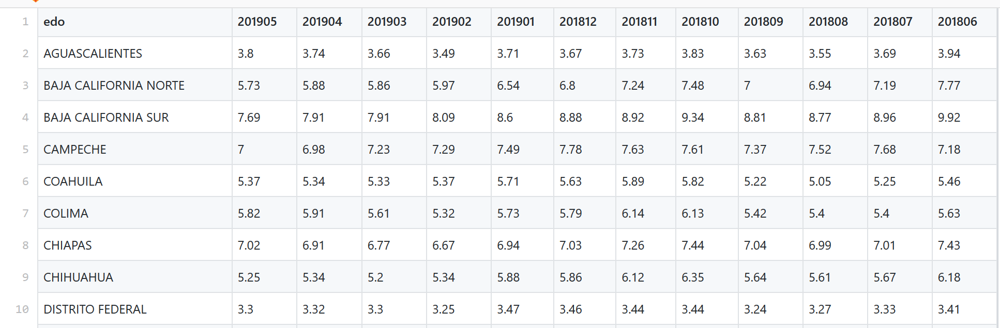 1 edo 201905 201904 201903 201902 201901 201812 201811 201810 201809 201808 201807 201806
2 AGUASCALIENTES 3.8 3.74 3.66 3.49 3.71 3.67 3.73 3.83 3.63 3.55 3.69 3.94
3 BAJA CALIFORNIA NORTE 5.73 5.88 5.86 5.97 6.54 6.8 7.24 7.48 7 6.94 7.19 7.77
4 BAJA CALIFORNIA SUR 7.69 7.91 7.91 8.09 8.6 8.88 8.92 9.34 8.81 8.77 8.96 9.92
5 CAMPECHE 7 6.98 7.23 7.29 7.49 7.78 7.63 7.61 7.37 7.52 7.68 7.18
6 COAHUILA 5.37 5.34 5.33 5.37 5.71 5.63 5.89 5.82 5.22 5.05 5.25 5.46
7 COLIMA 5.82 5.91 5.61 5.32 5.73 5.79 6.14 6.13 5.42 5.4 5.4 5.63
8 CHIAPAS 7.02 6.91 6.77 6.67 6.94 7.03 7.26 7.44 7.04 6.99 7.01 7.43
9 CHIHUAHUA 5.25 5.34 5.2 5.34 5.88 5.86 6.12 6.35 5.64 5.61 5.67 6.18
10 DISTRITO FEDERAL 3.3 3.32 3.3 3.25 3.47 3.46 3.44 3.44 3.24 3.27 3.33 3.41